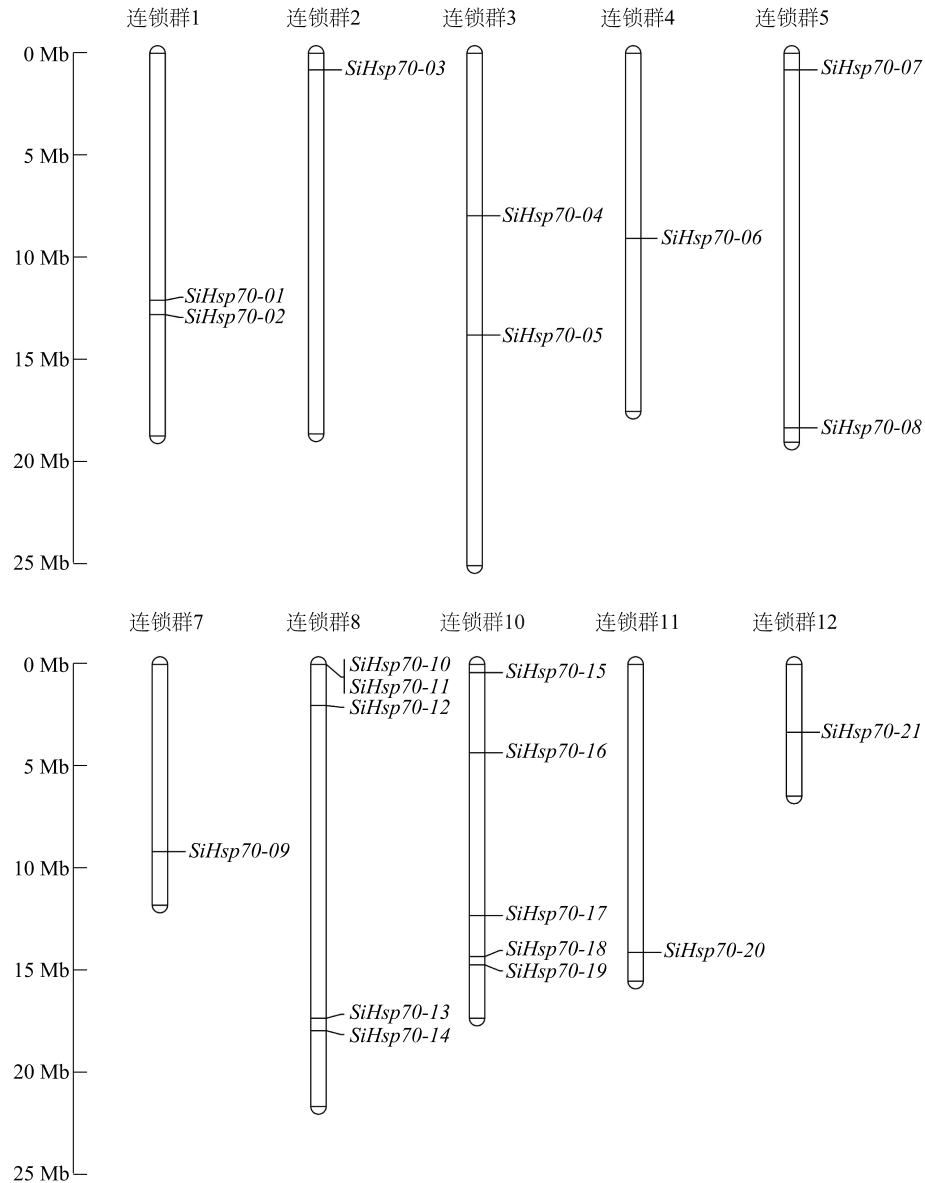 连锁群1 连锁群2 连锁群3 连锁群4 连锁群5
0 Mb
SiHsp70-03 SiHsp70-07
5 Mb
SiHsp70-04
SiHsp70-06
10 Mb
SiHsp70-01
SiHsp70-02
SiHsp70-05
15 Mb
SiHsp70-08
20 Mb
25 Mb
连锁群7 连锁群8 连锁群10 连锁群11 连锁群12
0 Mb SiHsp70-10
SiHsp70-15
SiHsp70-11
SiHsp70-12
SiHsp70-21
SiHsp70-16
5 Mb
SiHsp70-09
10 Mb
SiHsp70-17
SiHsp70-18 SiHsp70-20
15 Mb SiHsp70-19
SiHsp70-13
SiHsp70-14
20 Mb
25 Mb